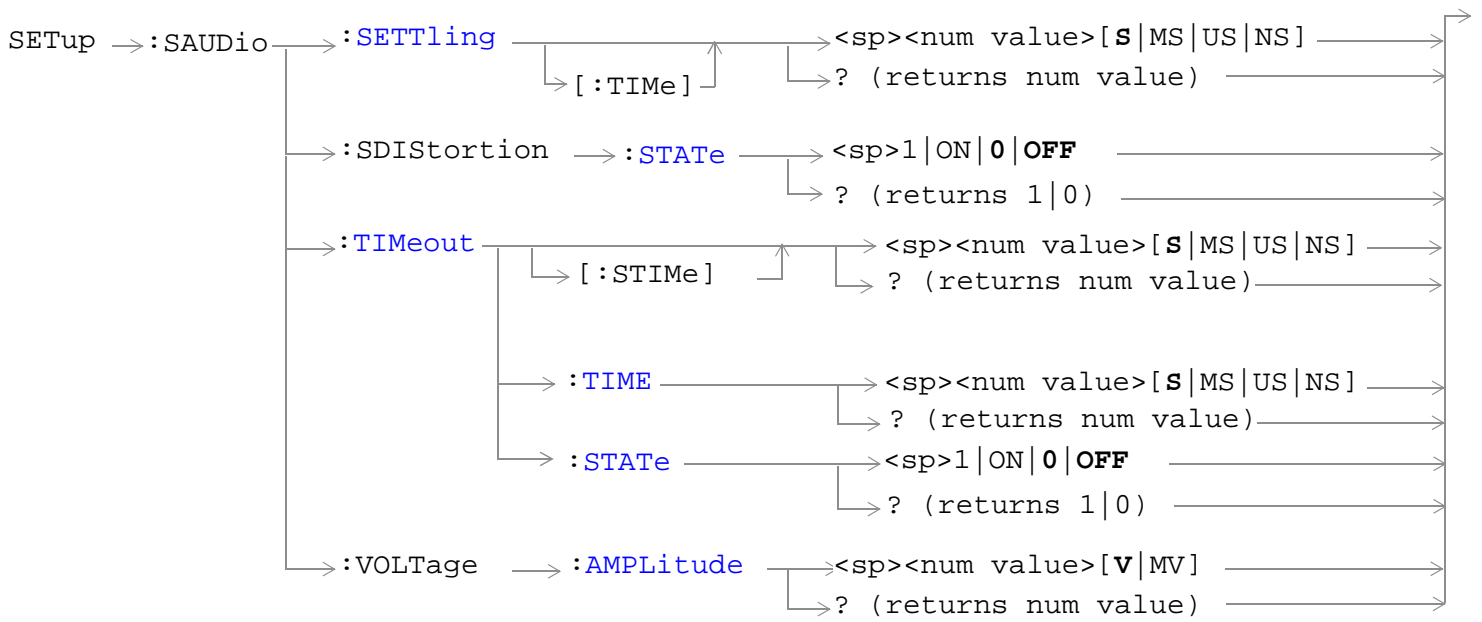 SETup :SAUDio :SETTling <sp><num value>[S|MS|US|NS]
[:TIMe] ? (returns num value)
:SDIStortion :STATe <sp>1|ON|0|OFF
? (returns 1|0)
:TIMeout <sp><num value>[S|MS|US|NS]
[:STIMe] ? (returns num value)
:TIME <sp><num value>[S|MS|US|NS]
? (returns num value)
:STATe <sp>1|ON|0|OFF
? (returns 1|0)
:VOLTage :AMPLitude <sp><num value>[V|MV]
? (returns num value)